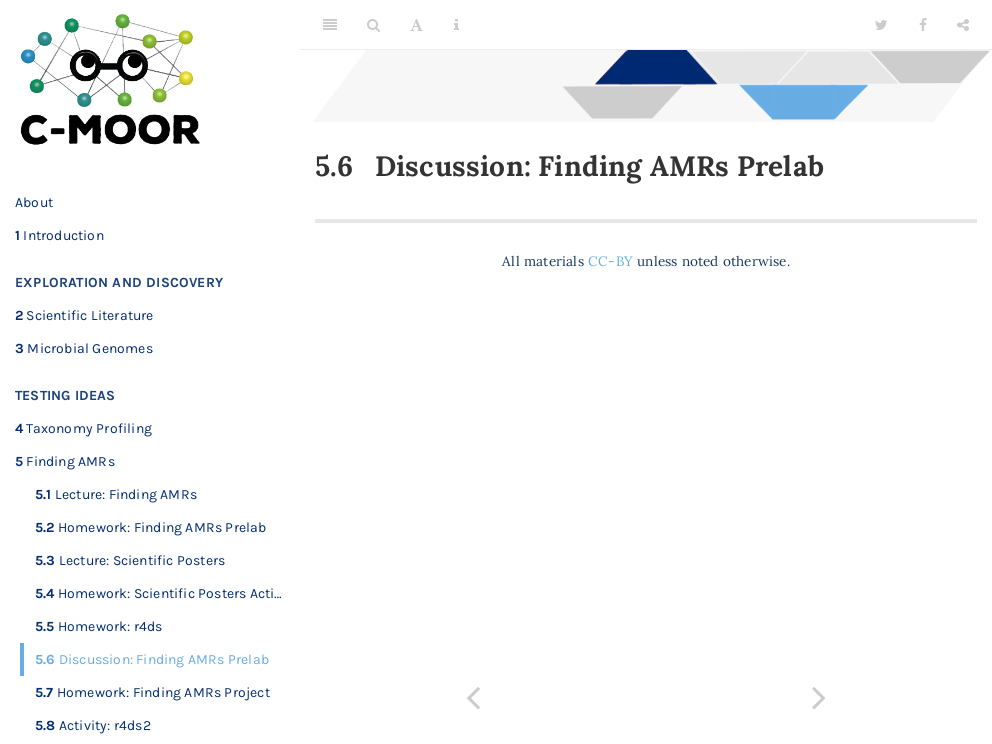 C-MOOR
About
1 Introduction
EXPLORATION AND DISCOVERY
2 Scientific Literature
3 Microbial Genomes
TESTING IDEAS
4 Taxonomy Profiling
5 Finding AMRs
5.1 Lecture: Finding AMRs
5.2 Homework: Finding AMRs Prelab
5.3 Lecture: Scientific Posters
5.4 Homework: Scientific Posters Acti...
5.5 Homework: r4ds
5.6 Discussion: Finding AMRs Prelab
5.7 Homework: Finding AMRs Project
5.8 Activity: r4ds2
A
5.6 Discussion: Finding AMRs Prelab
All materials CC-BY unless noted otherwise.